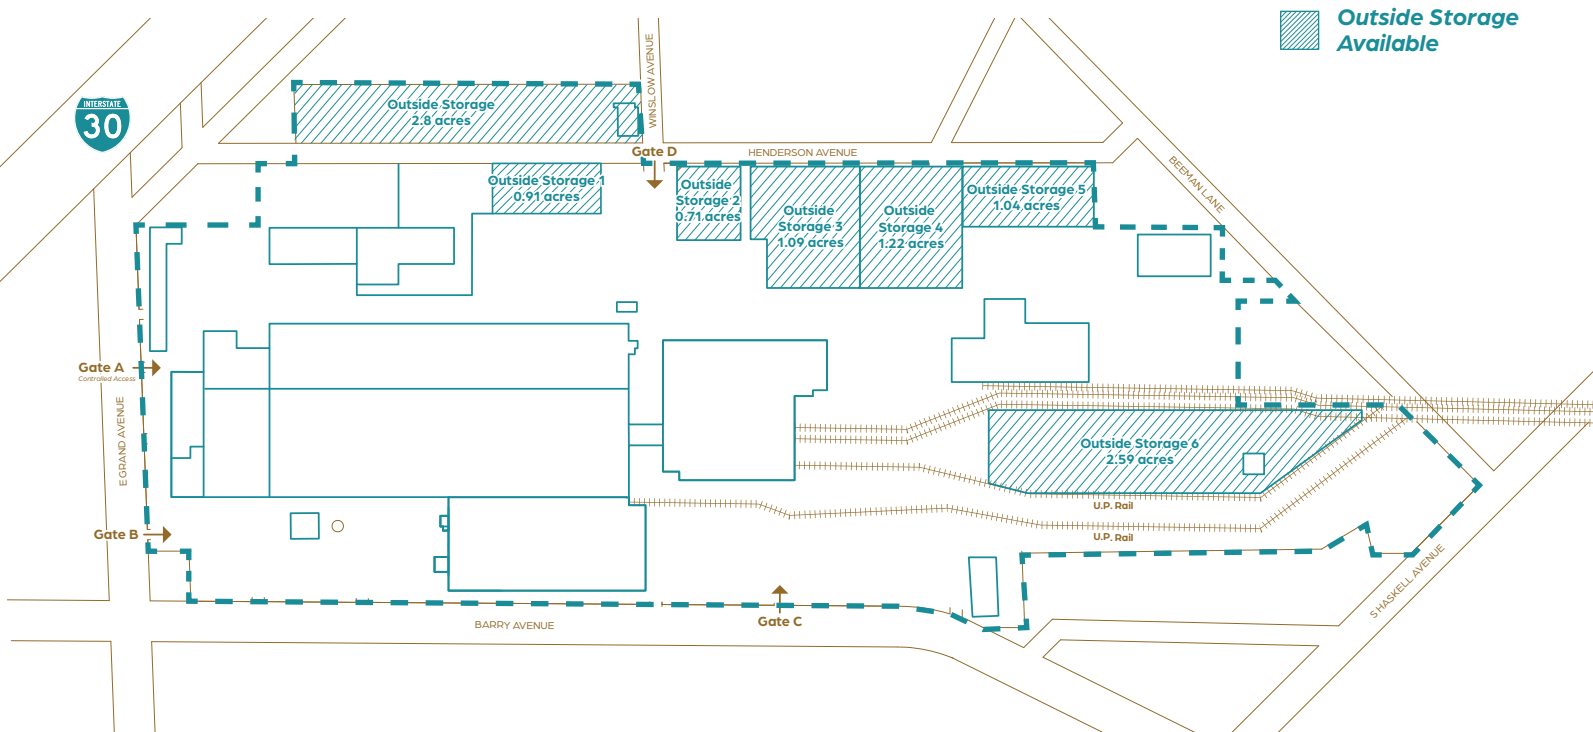 Outside Storage
Available
WINSLOW AVENUE
INTERSTATE
30
Outside Storage
2.8 acres
Gate D
HENDERSON AVENUE
BEEMAN LANE
Outside Storage 1
0.91 acres
Outside
Storage 2
0.71 acres
Outside
Storage 3
1.09 acres
Outside
Storage 4
1.22 acres
Outside Storage 5
1.04 acres
Gate A
Controlled Access
E GRAND AVENUE
Outside Storage 6
2.59 acres
U.P. Rail
Gate B
U.P. Rail
S HASKELL AVENUE
BARRY AVENUE
Gate C